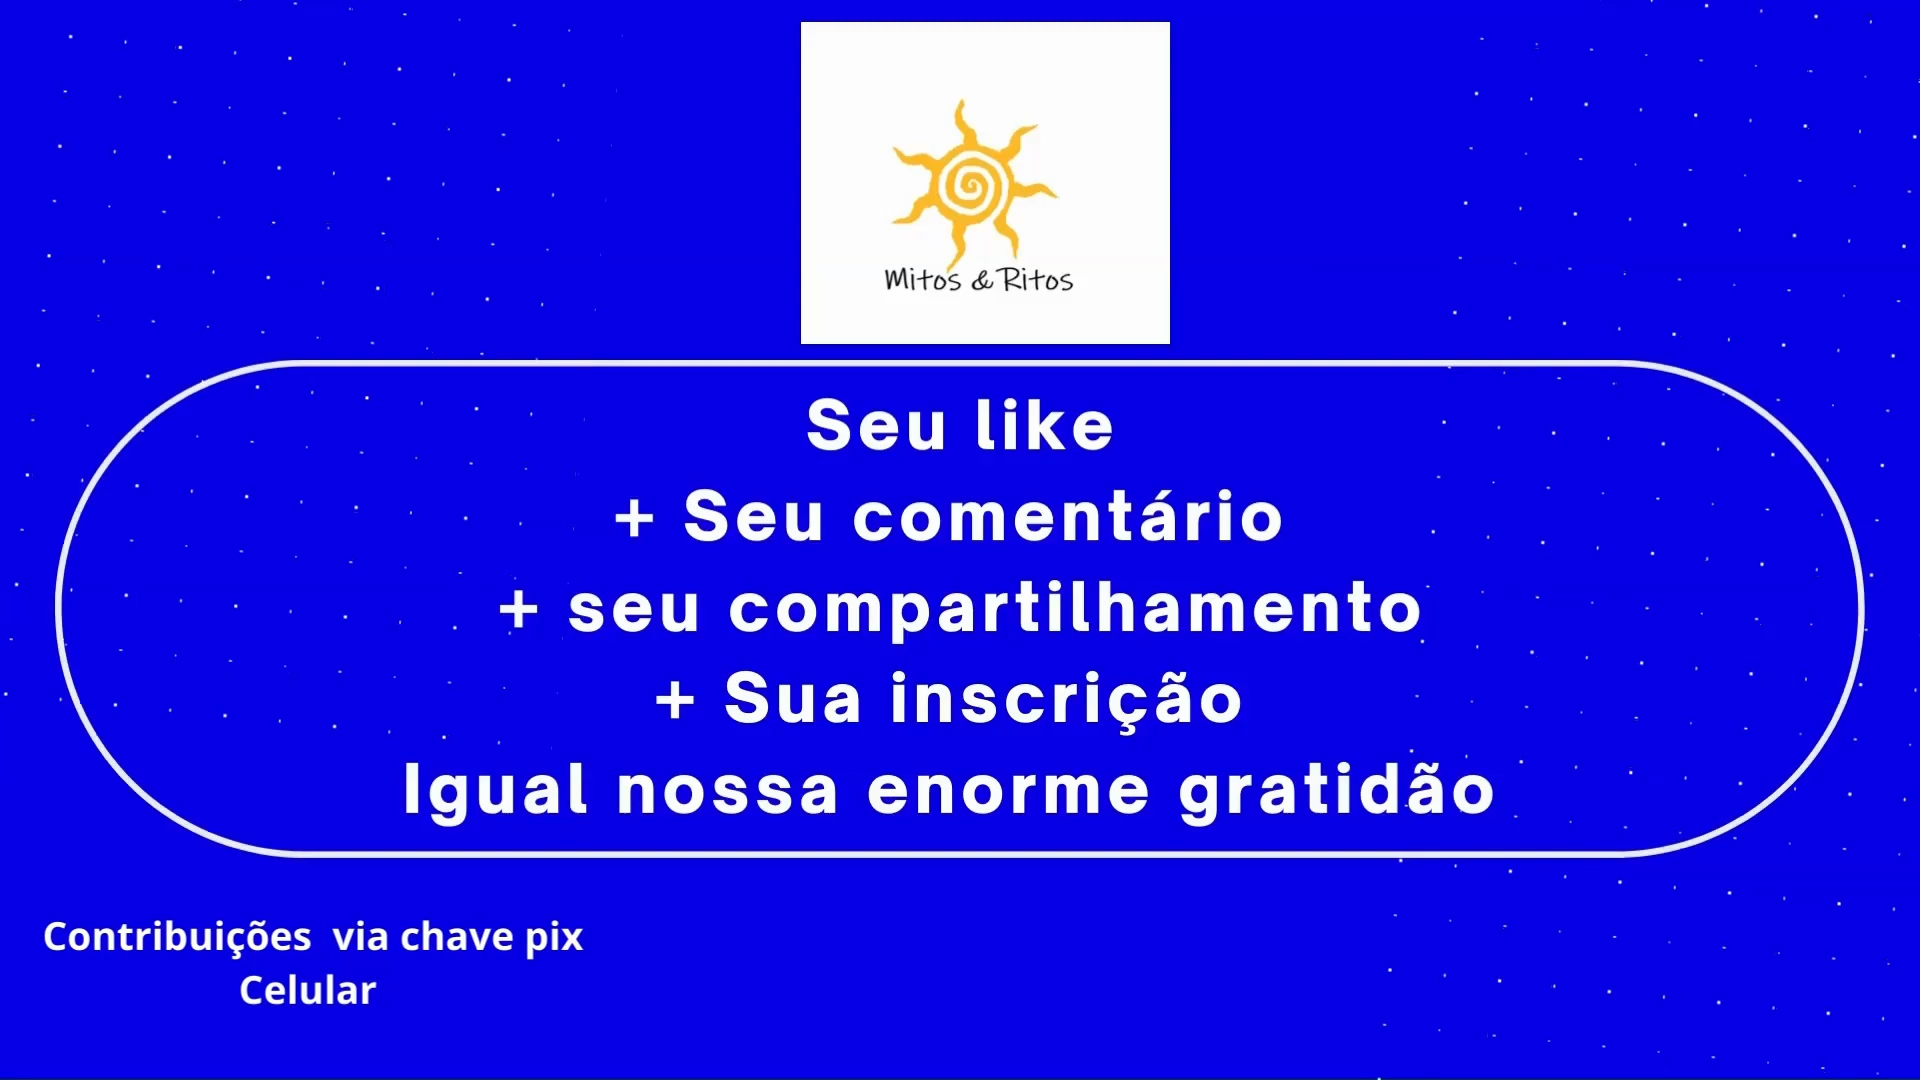 Mitos & Ritos
Seu like
+ Seu comentário
+ seu compartilhamento
+ Sua inscrição
Igual nossa enorme gratidão
Contribuições via chave pix
Celular